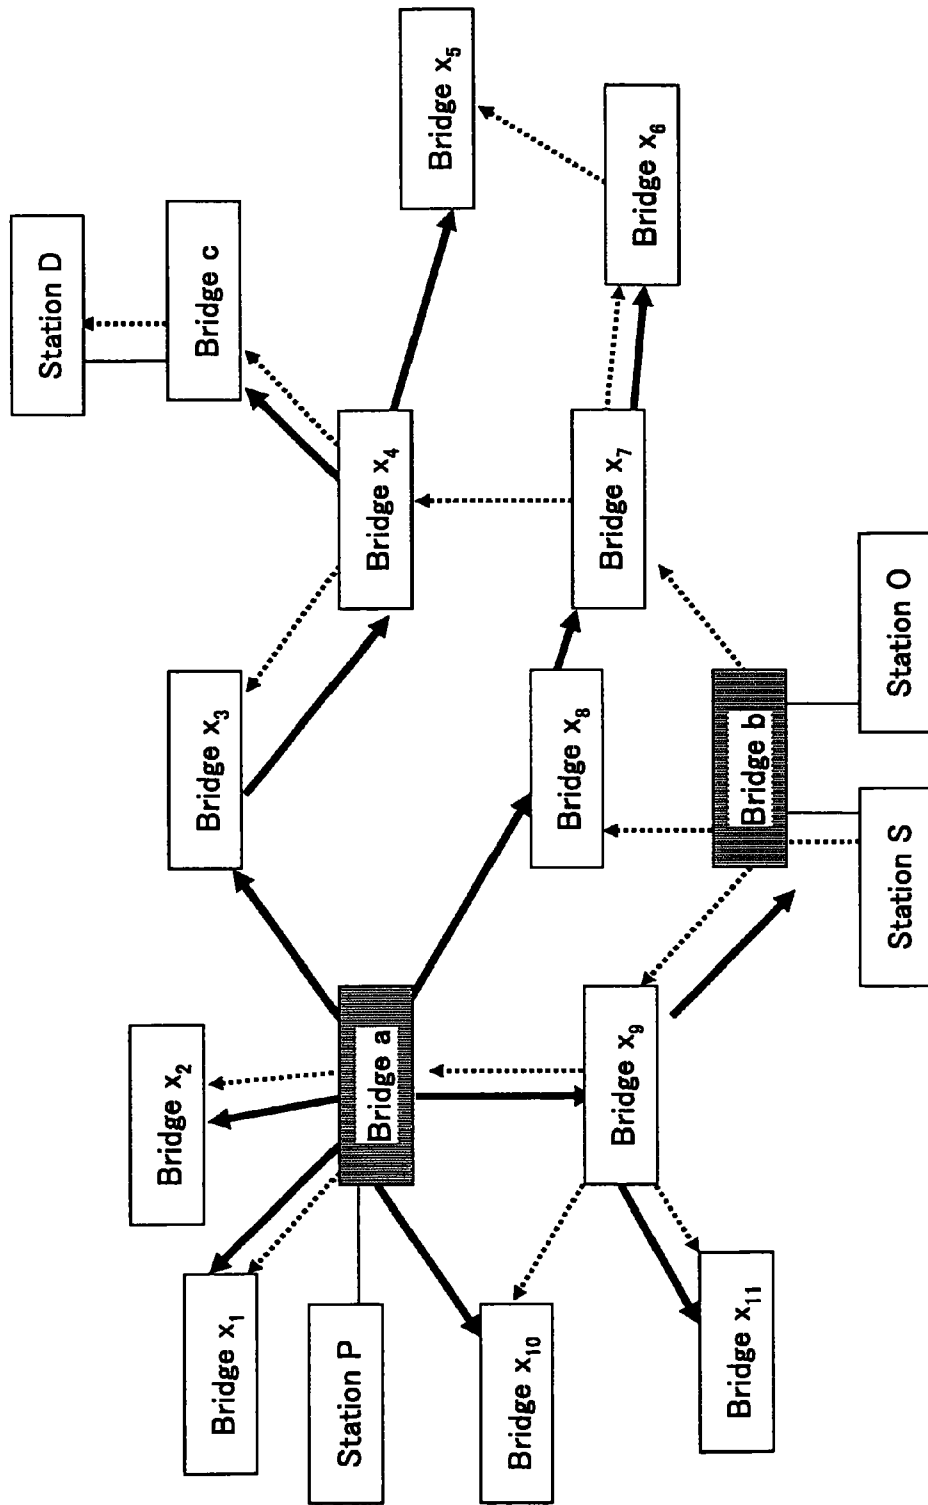 Station D
Bridge x₂
Bridge x₃
Bridge c
Bridge x₁
Station P
Bridge a
Bridge x₄
Bridge x₅
Bridge x₁₀
Bridge x₈
Bridge x₉
Bridge x₇
Bridge x₆
Bridge x₁₁
Bridge b
Station S
Station O